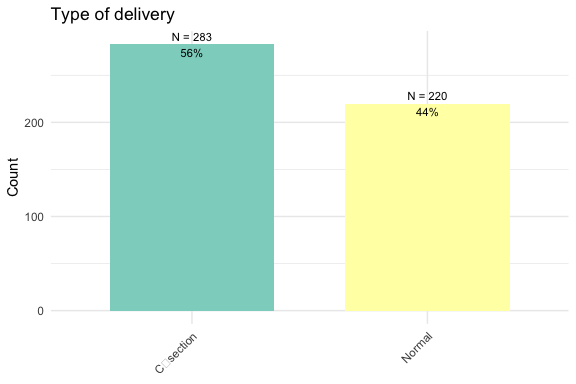 Type of delivery
N = 283
56%
N = 220
44%
Count
200
100
0
C□section
Normal